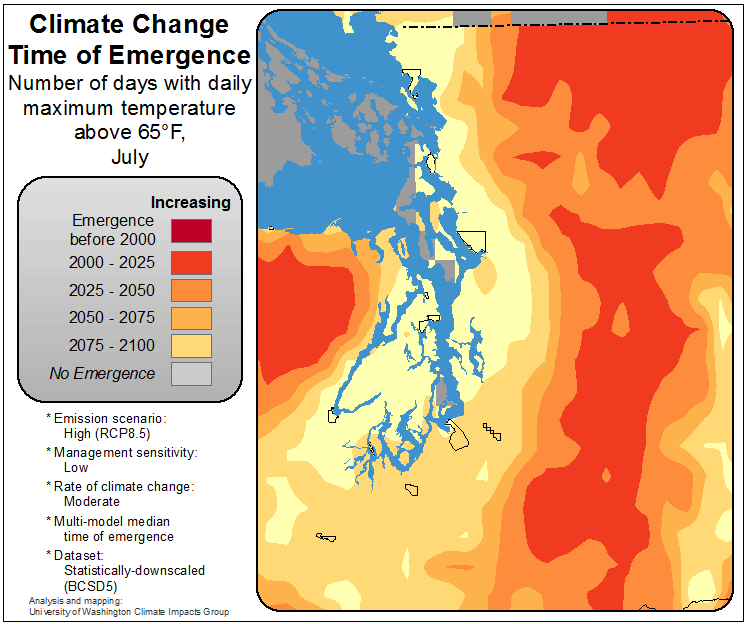 Climate Change
Time of Emergence
Number of days with daily
maximum temperature
above 65°F,
July
Increasing
Emergence
before 2000
2000 - 2025
2025 - 2050
2050 - 2075
2075 - 2100
No Emergence
* Emission scenario:
High (RCP8.5)
* Management sensitivity:
Low
* Rate of climate change:
Moderate
* Multi-model median
time of emergence
* Dataset:
Statistically-downscaled
(BCSD5)
Analysis and mapping:
University of Washington Climate Impacts Group